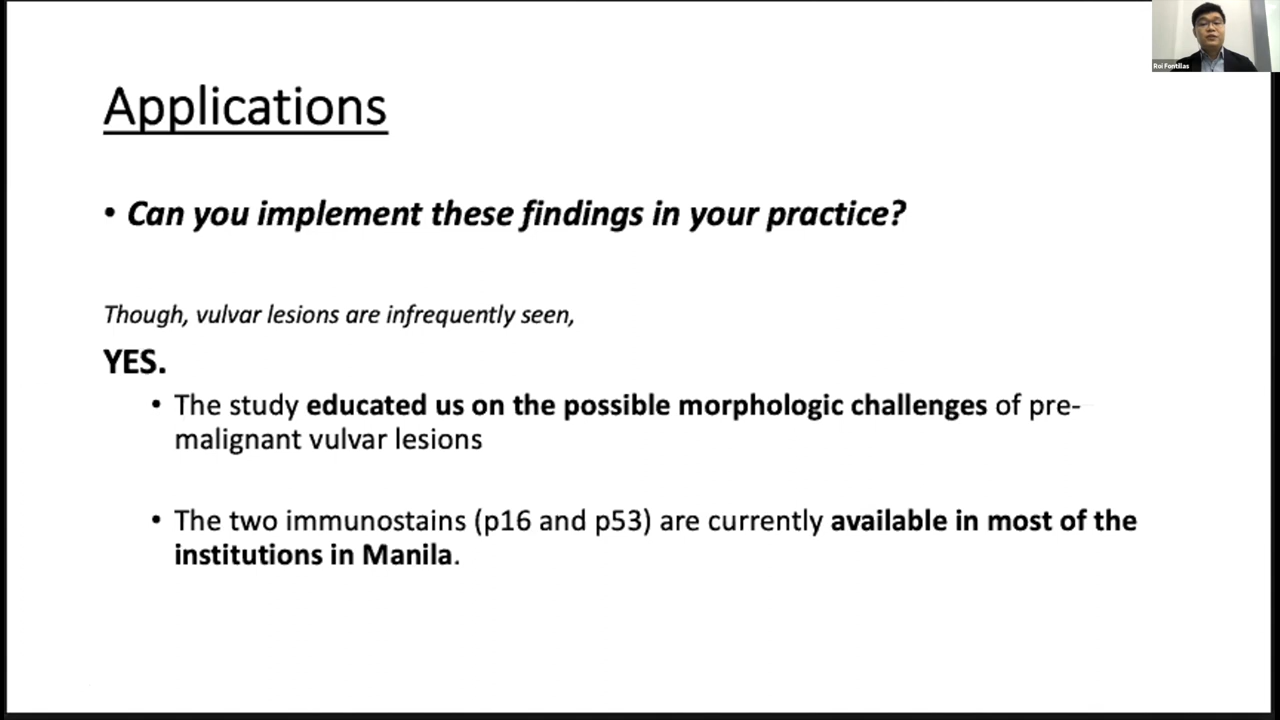 Roi Fontillas
Applications
• Can you implement these findings in your practice?
Though, vulvar lesions are infrequently seen,
YES.
• The study educated us on the possible morphologic challenges of pre-
malignant vulvar lesions
• The two immunostains (p16 and p53) are currently available in most of the
institutions in Manila.